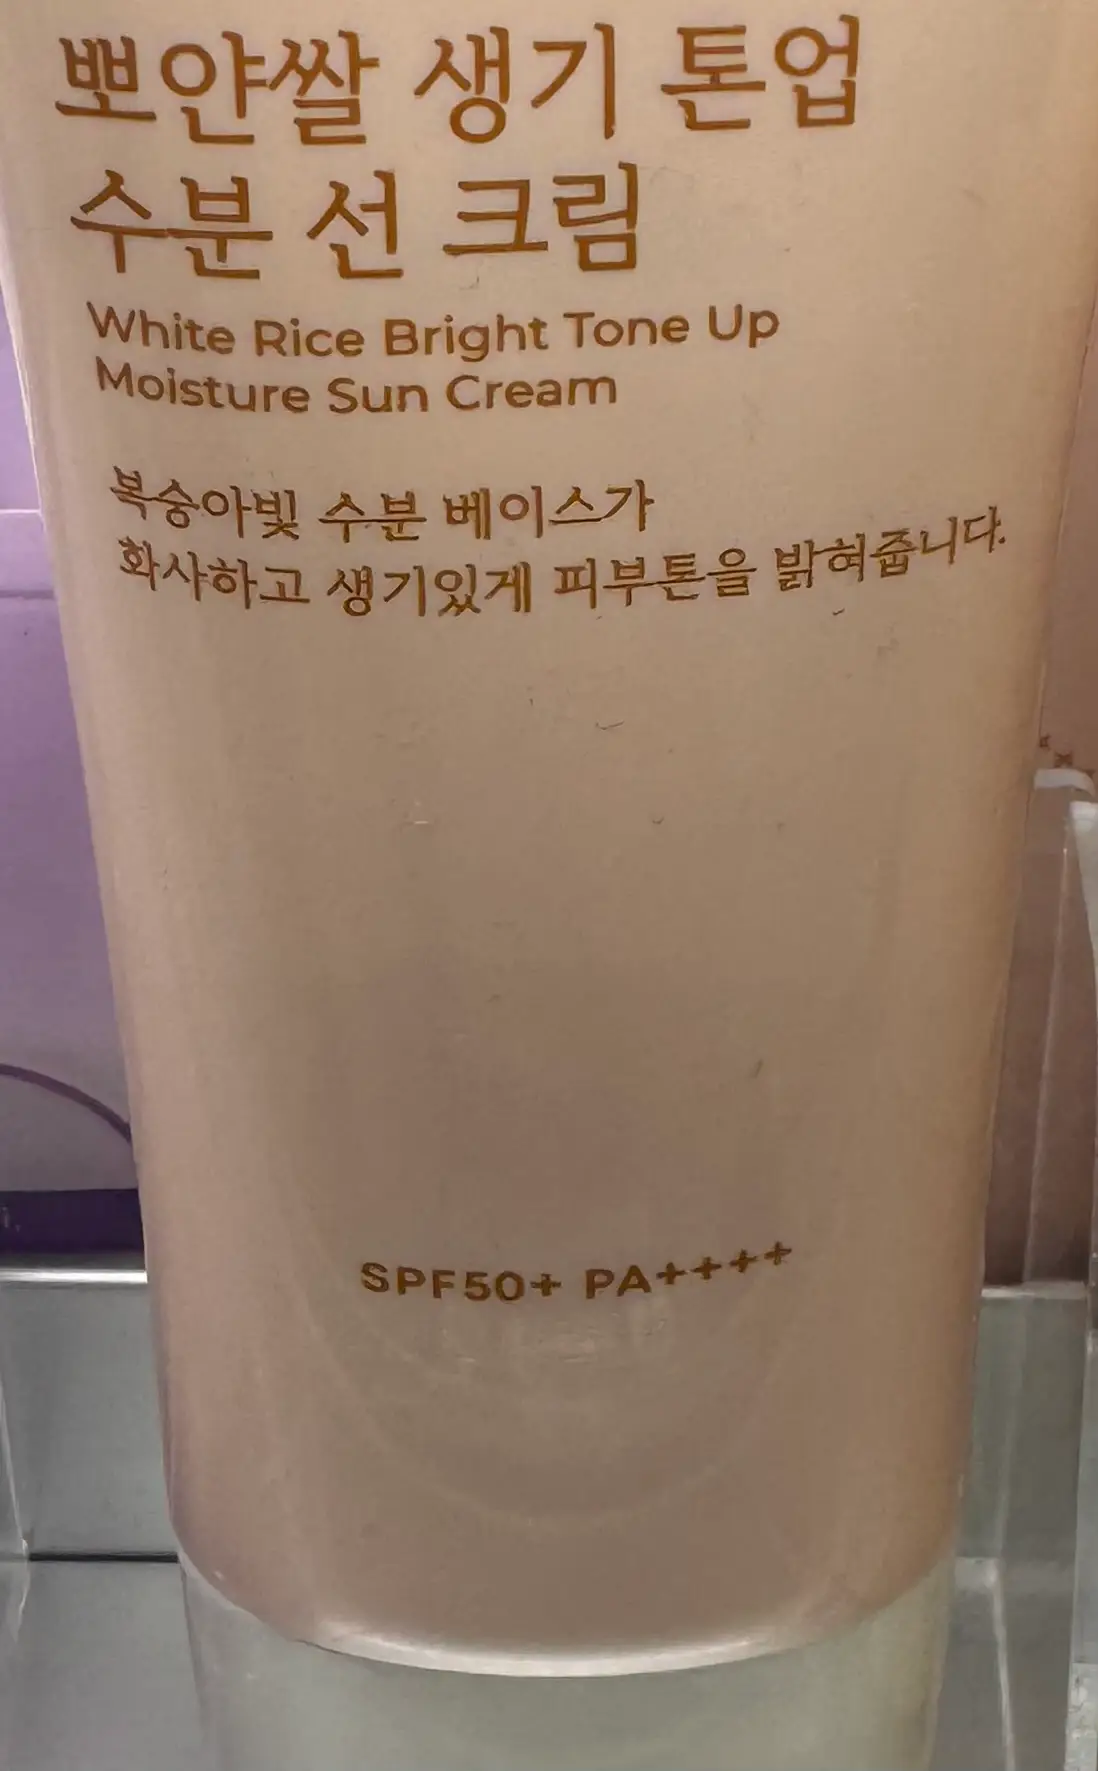 뽀얀쌀 생기 톤업
수분 선 크림
White Rice Bright Tone Up
Moisture Sun Cream
복숭아빛 수분 베이스가
화사하고 생기있게 피부톤을 밝혀줍니다.
SPF50+ PA++++